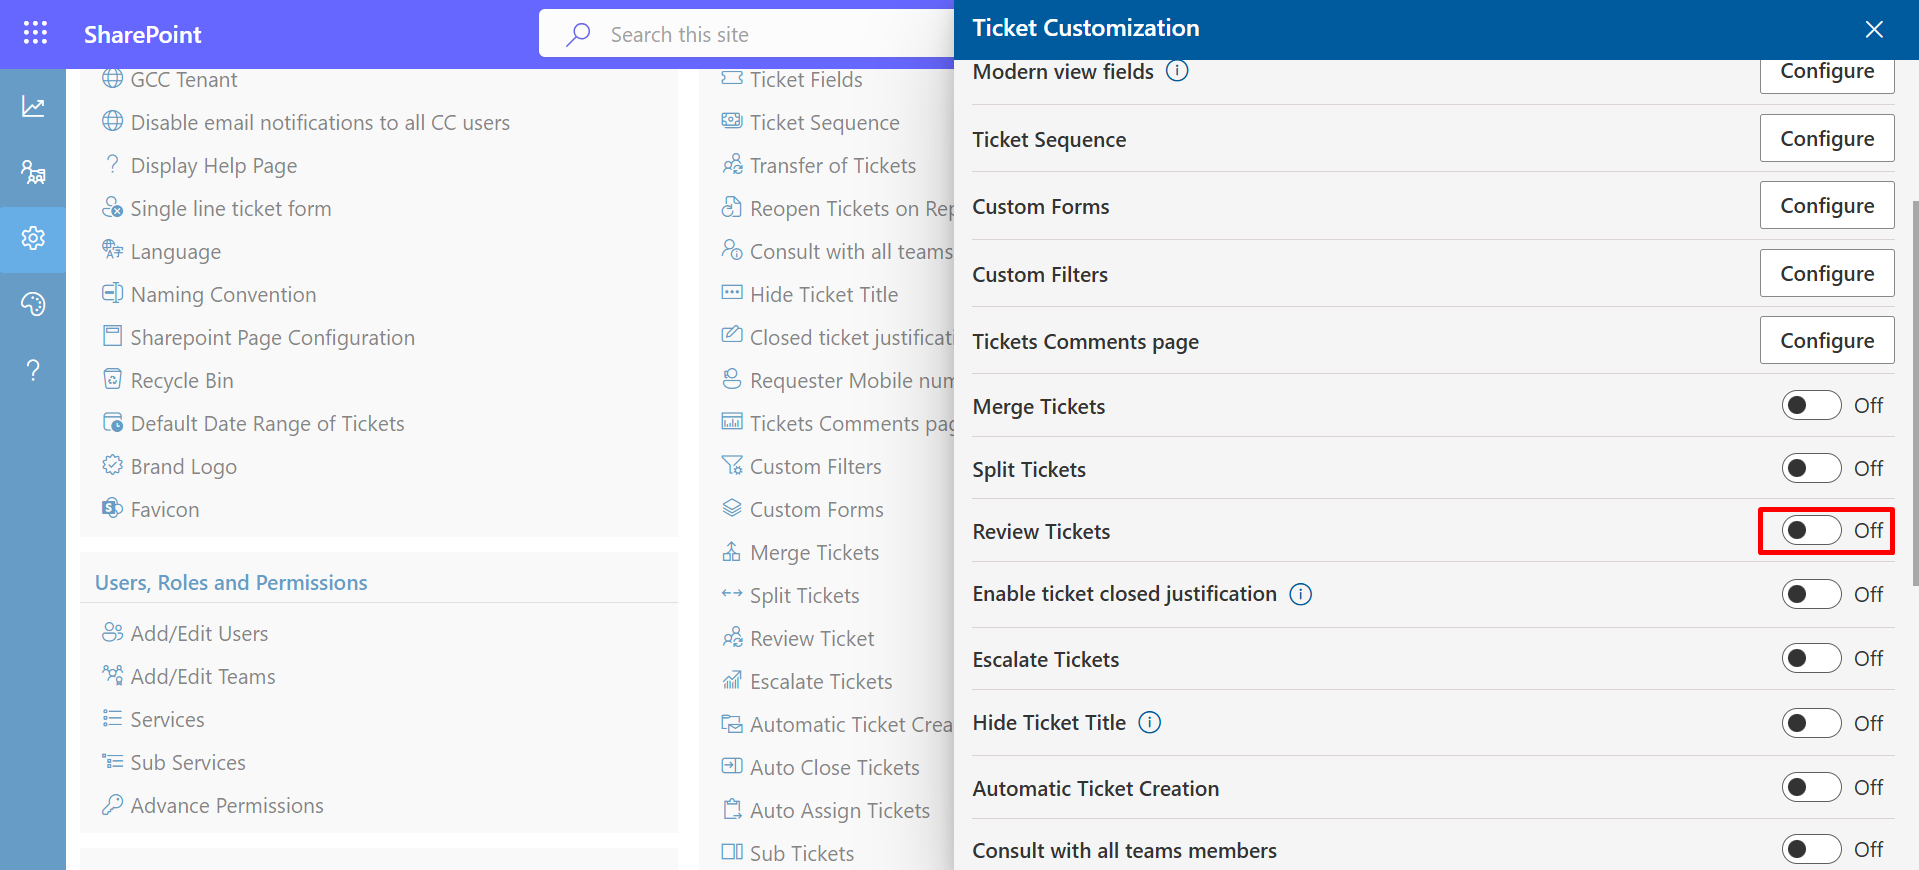 SharePoint
Search this site
GCC Tenant
Disable email notifications to all CC users
Display Help Page
Single line ticket form
Language
Naming Convention
Sharepoint Page Configuration
Recycle Bin
Default Date Range of Tickets
Brand Logo
Favicon
Users, Roles and Permissions
Add/Edit Users
Add/Edit Teams
Services
Sub Services
Advance Permissions
Ticket Fields
Ticket Sequence
Transfer of Tickets
Reopen Tickets on Rep
Consult with all teams
Hide Ticket Title
Closed ticket justificati
Requester Mobile num
Tickets Comments pag
Custom Filters
Custom Forms
Merge Tickets
Split Tickets
Review Ticket
Escalate Tickets
Automatic Ticket Crea
Auto Close Tickets
Auto Assign Tickets
Sub Tickets
Ticket Customization
Modern view fields Configure
Ticket Sequence Configure
Custom Forms Configure
Custom Filters Configure
Tickets Comments page Configure
Merge Tickets Off
Split Tickets Off
Review Tickets Off
Enable ticket closed justification Off
Escalate Tickets Off
Hide Ticket Title Off
Automatic Ticket Creation Off
Consult with all teams members Off